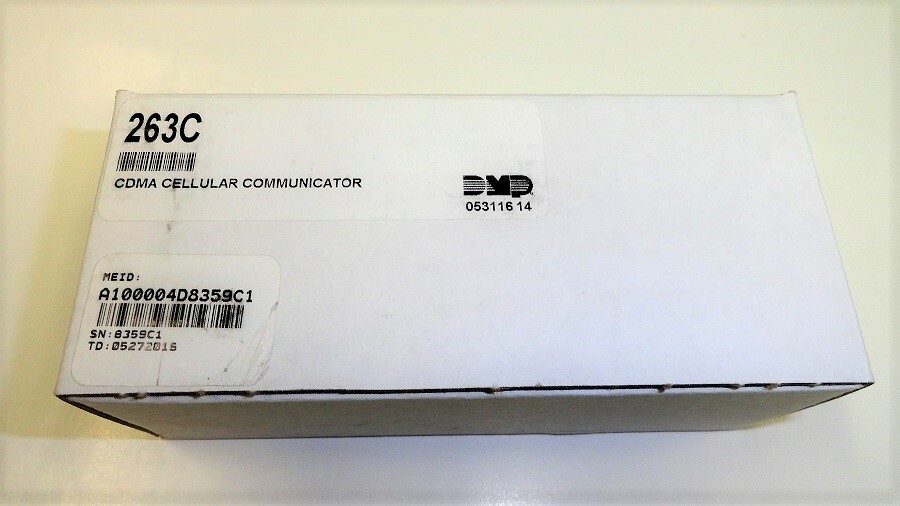 263C
CDMA CELLULAR COMMUNICATOR
DMP
053116 14
MEID:
A100004D8359C1
SN:8359C1
TD:05272016